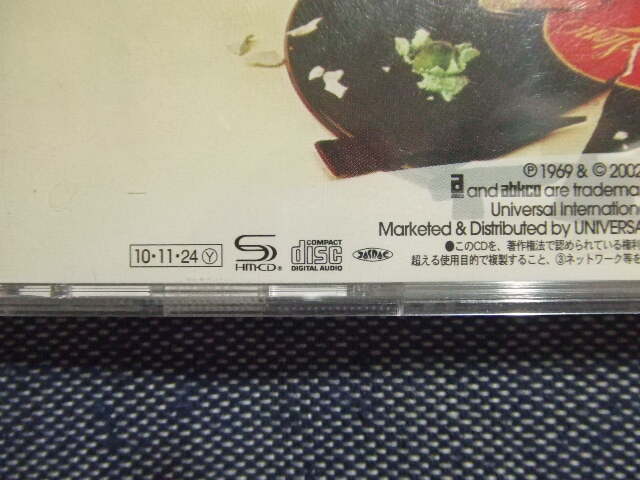 Ⓟ1969 & © 2002
a and abkco are tradema
Universal Internation
Marketed & Distributed by UNIVERSA
●このCDを、著作権法で認められている権利
超える使用目的で複製すること、③ネットワーク等を
10·11·24 Ⓨ
SHM-CD®
COMPACT
disc
DIGITAL AUDIO
JASRAC